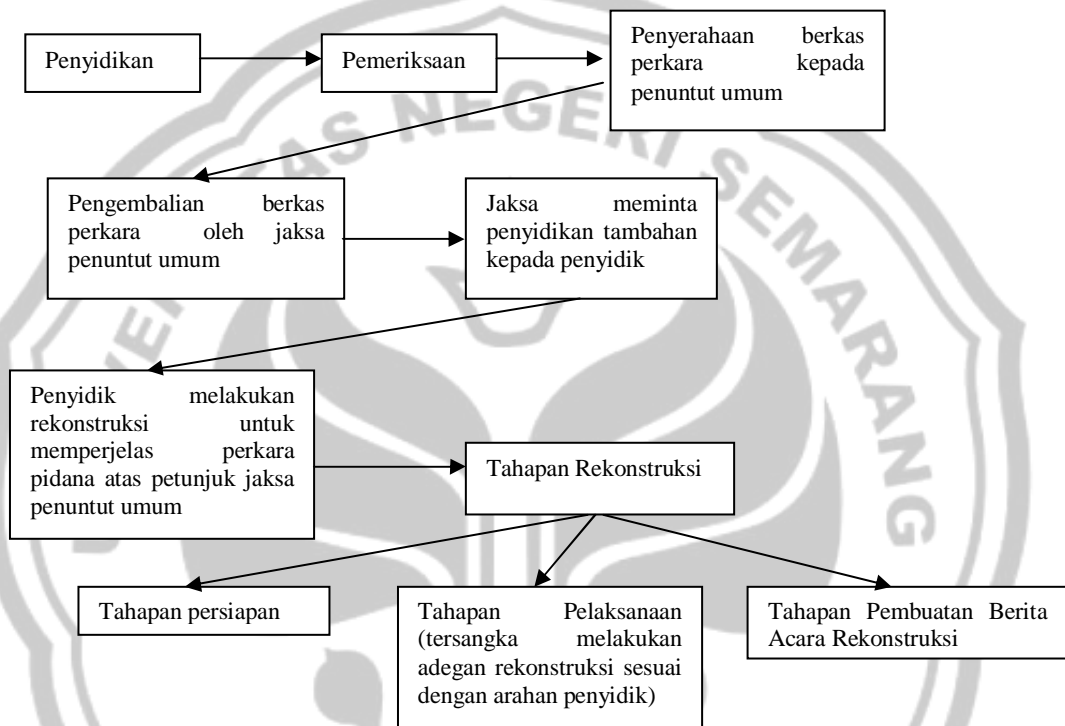 Penyidikan
Pemeriksaan
Penyerahaan berkas
perkara kepada
penuntut umum
Pengembalian berkas
perkara oleh jaksa
penuntut umum
Jaksa meminta
penyidikan tambahan
kepada penyidik
Penyidik melakukan
rekonstruksi untuk
memperjelas perkara
pidana atas petunjuk jaksa
penuntut umum
Tahapan Rekonstruksi
Tahapan persiapan
Tahapan Pelaksanaan
(tersangka melakukan
adegan rekonstruksi sesuai
dengan arahan penyidik)
Tahapan Pembuatan Berita
Acara Rekonstruksi
NEGERI SEMARANG